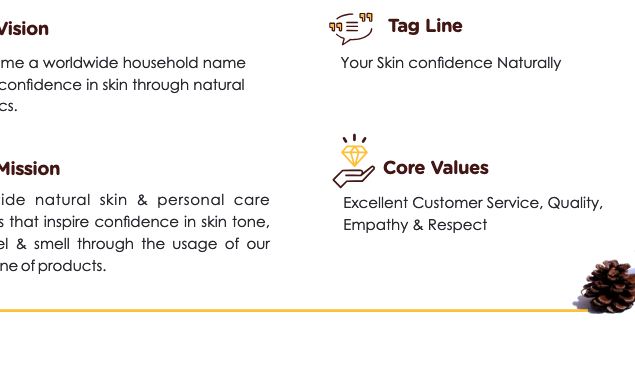 Vision
me a worldwide household name
confidence in skin through natural
cs.
Mission
ide natural skin & personal care
s that inspire confidence in skin tone,
el & smell through the usage of our
ne of products.
Tag Line
Your Skin confidence Naturally
Core Values
Excellent Customer Service, Quality,
Empathy & Respect